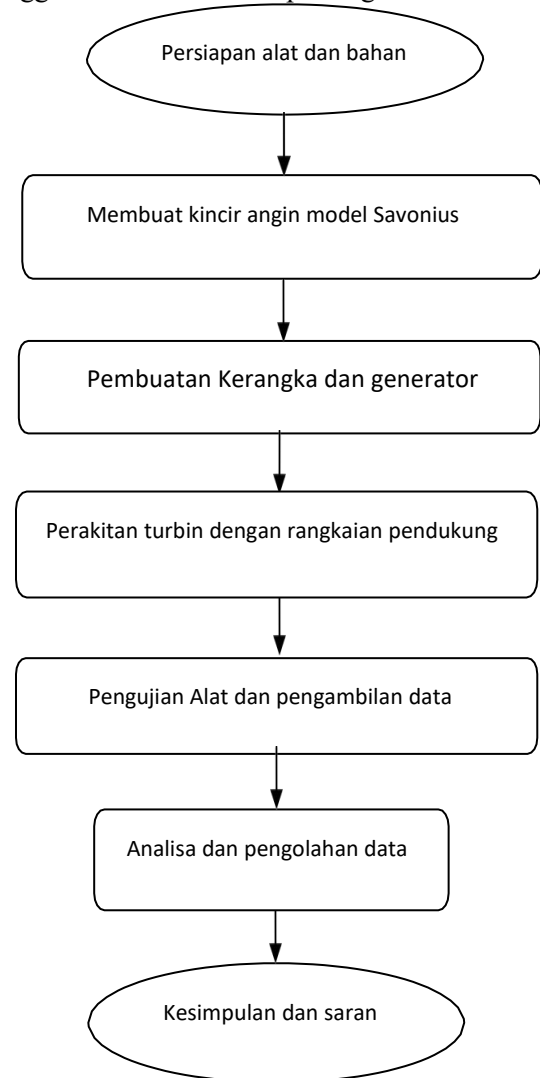 Persiapan alat dan bahan
Membuat kincir angin model Savonius
Pembuatan Kerangka dan generator
Perakitan turbin dengan rangkaian pendukung
Pengujian Alat dan pengambilan data
Analisa dan pengolahan data
Kesimpulan dan saran